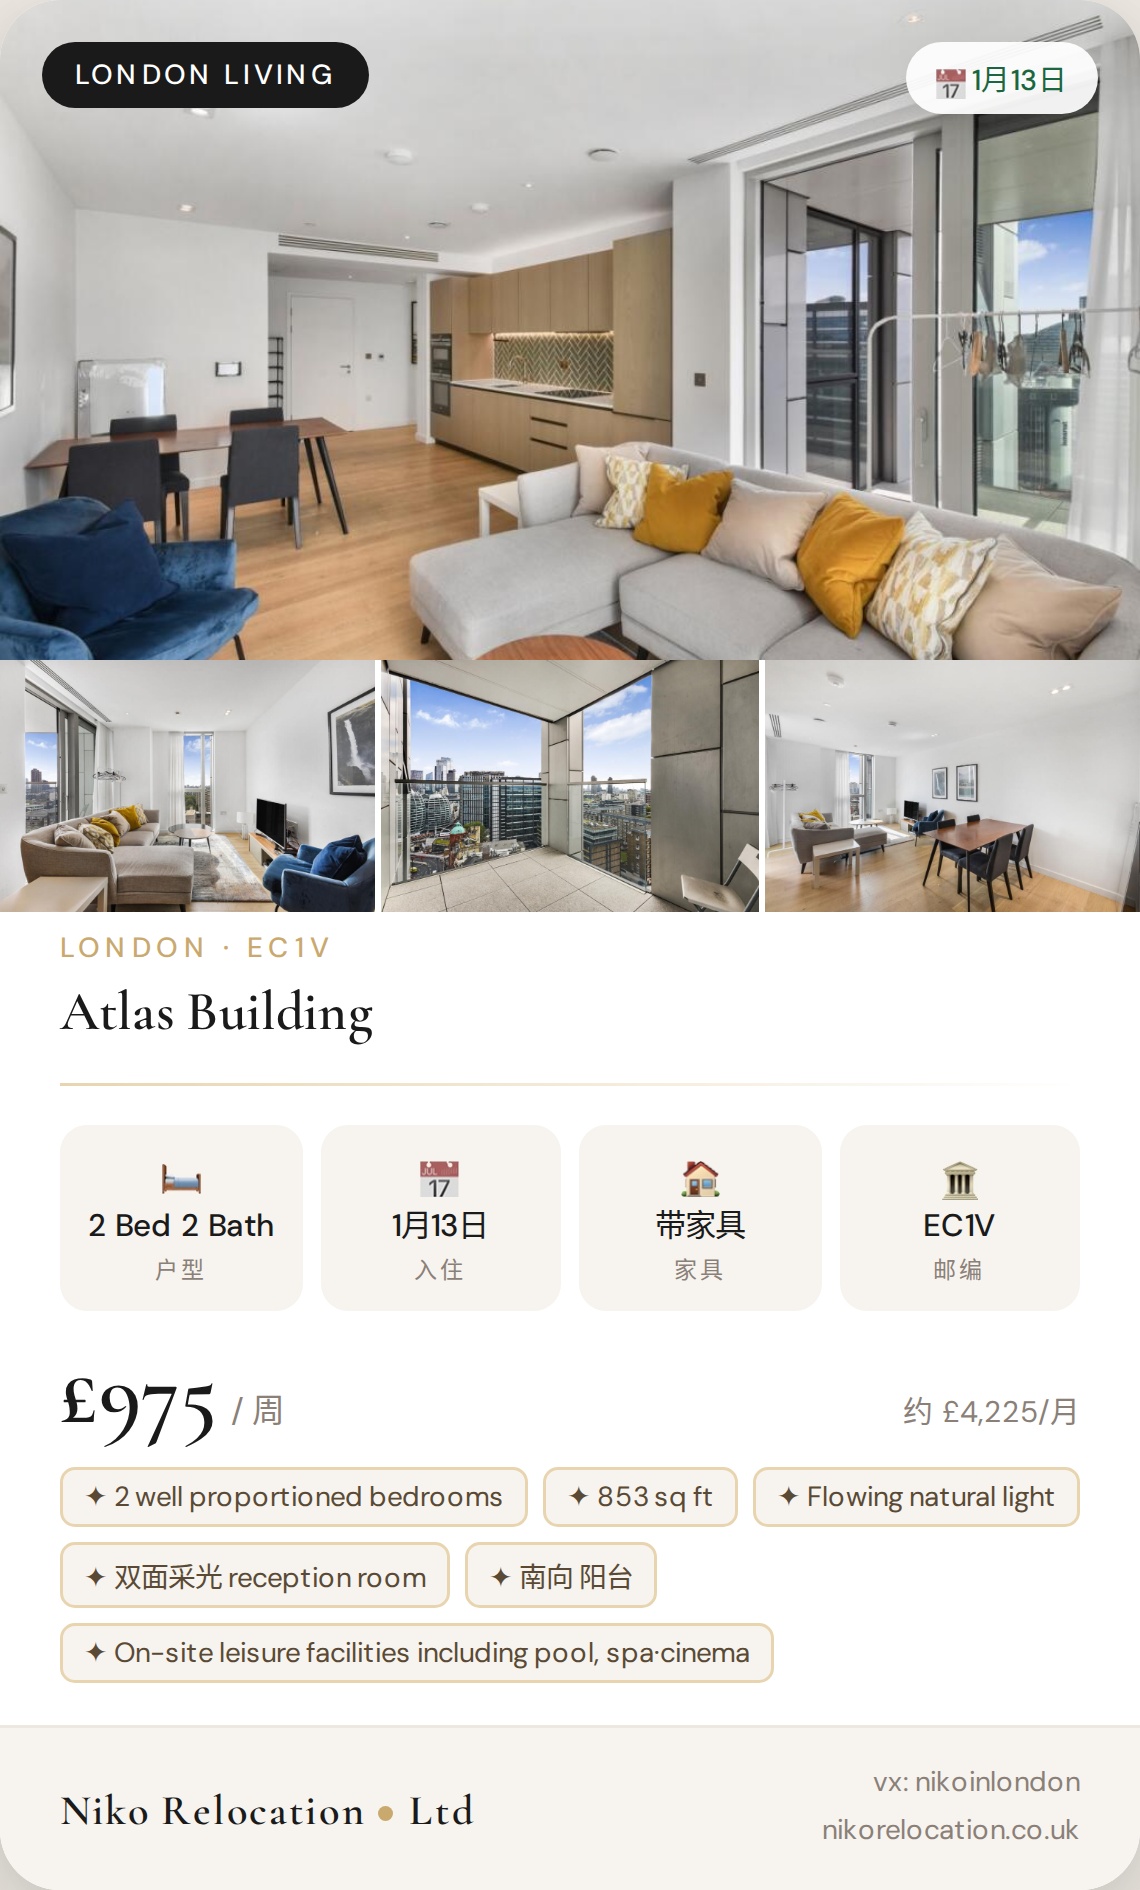 LONDON LIVING
📅 1月13日
LONDON · EC1V
Atlas Building
🛏️
2 Bed 2 Bath
户型
📅
1月13日
入住
🏠
带家具
家具
🏛️
EC1V
邮编
£975 / 周
约 £4,225/月
✦ 2 well proportioned bedrooms
✦ 853 sq ft
✦ Flowing natural light
✦ 双面采光 reception room
✦ 南向 阳台
✦ On-site leisure facilities including pool, spa·cinema
Niko Relocation • Ltd
vx: nikoinlondon
nikorelocation.co.uk